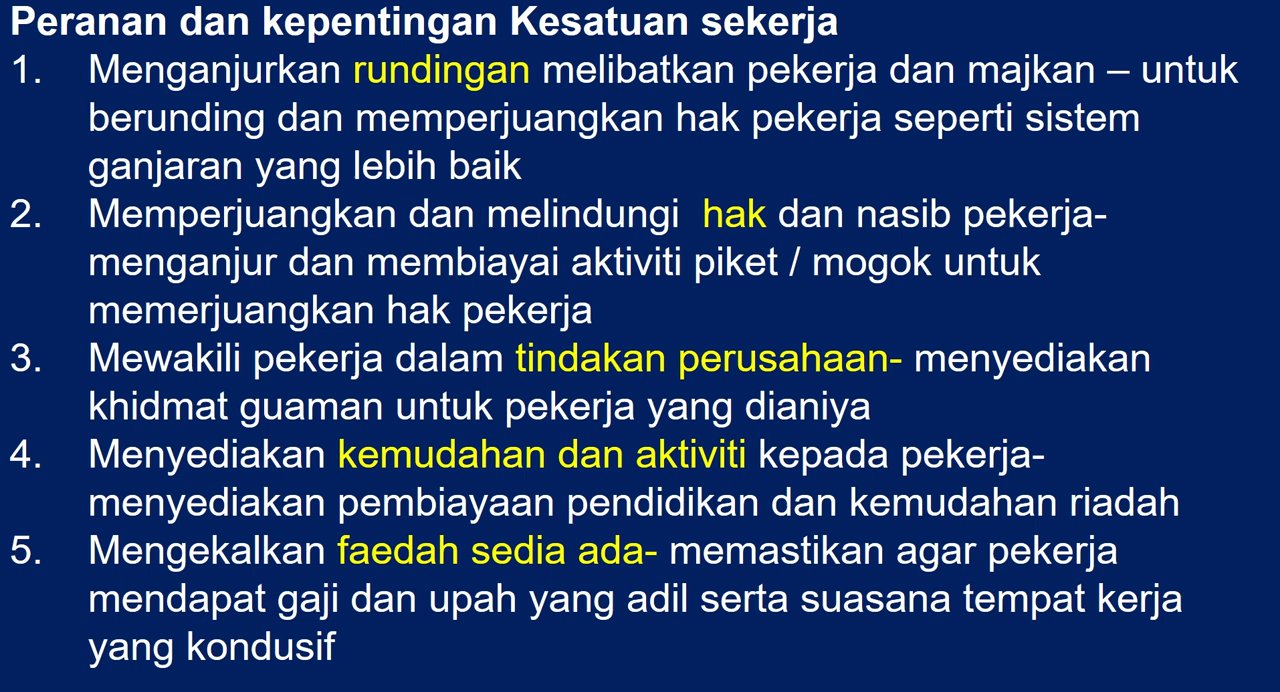 Peranan dan kepentingan Kesatuan sekerja
1. Menganjurkan rundingan melibatkan pekerja dan majkan – untuk
berunding dan memperjuangkan hak pekerja seperti sistem
ganjaran yang lebih baik
2. Memperjuangkan dan melindungi hak dan nasib pekerja-
menganjur dan membiayai aktiviti piket / mogok untuk
memerjuangkan hak pekerja
3. Mewakili pekerja dalam tindakan perusahaan- menyediakan
khidmat guaman untuk pekerja yang dianiya
4. Menyediakan kemudahan dan aktiviti kepada pekerja-
menyediakan pembiayaan pendidikan dan kemudahan riadah
5. Mengekalkan faedah sedia ada- memastikan agar pekerja
mendapat gaji dan upah yang adil serta suasana tempat kerja
yang kondusif